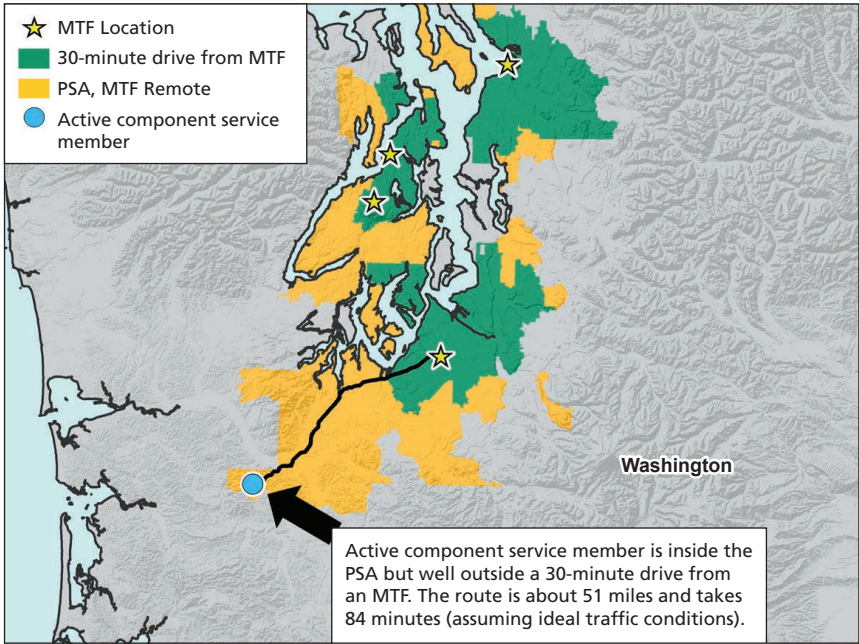 MTF Location
30-minute drive from MTF
PSA, MTF Remote
Active component service
member
Washington
Active component service member is inside the
PSA but well outside a 30-minute drive from
an MTF. The route is about 51 miles and takes
84 minutes (assuming ideal traffic conditions).